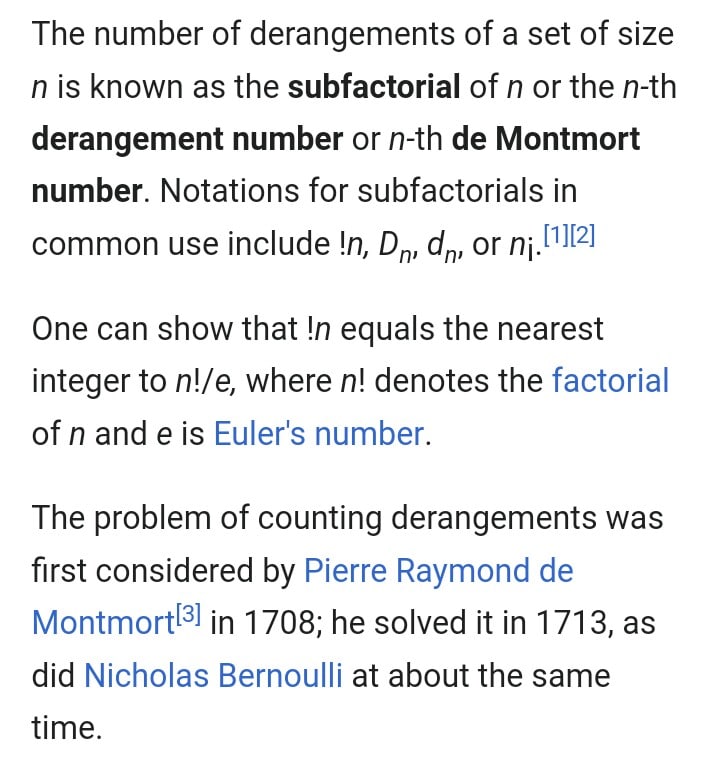 The number of derangements of a set of size
n is known as the subfactorial of n or the n-th
derangement number or n-th de Montmort
number. Notations for subfactorials in
common use include !n, Dn, dn, or n¡.[1][2]
One can show that !n equals the nearest
integer to n!/e, where n! denotes the factorial
of n and e is Euler's number.
The problem of counting derangements was
first considered by Pierre Raymond de
Montmort[3] in 1708; he solved it in 1713, as
did Nicholas Bernoulli at about the same
time.